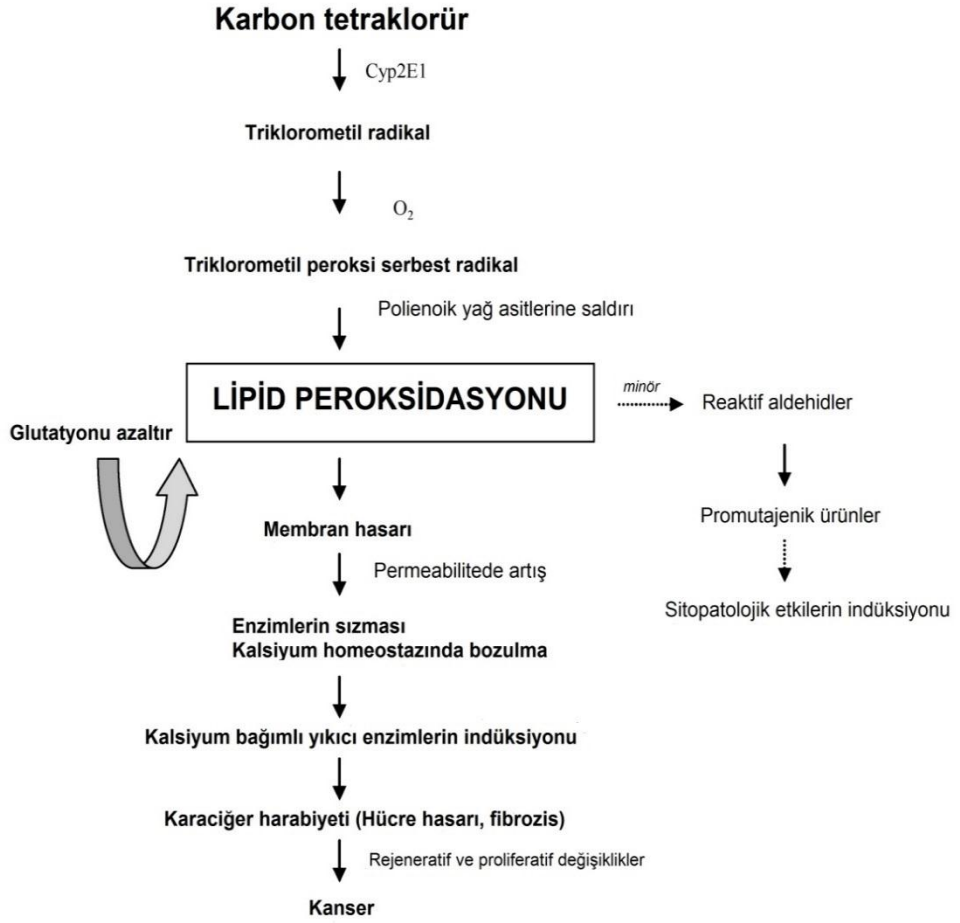 Karbon tetraklorür
Cyp2E1
Triklorometil radikal
O₂
Triklorometil peroksi serbest radikal
Polienoik yağ asitlerine saldırı
LİPİD PEROKSİDASYONU
minör
Reaktif aldehidler
Glutatyonu azaltır
Promutajenik ürünler
Membran hasarı
Permeabilitede artış
Sitopatolojik etkilerin indüksiyonu
Enzimlerin sızması
Kalsiyum homeostazında bozulma
Kalsiyum bağımlı yıkıcı enzimlerin indüksiyonu
Karaciğer harabiyeti (Hücre hasarı, fibrozis)
Rejeneratif ve proliferatif değişiklikler
Kanser